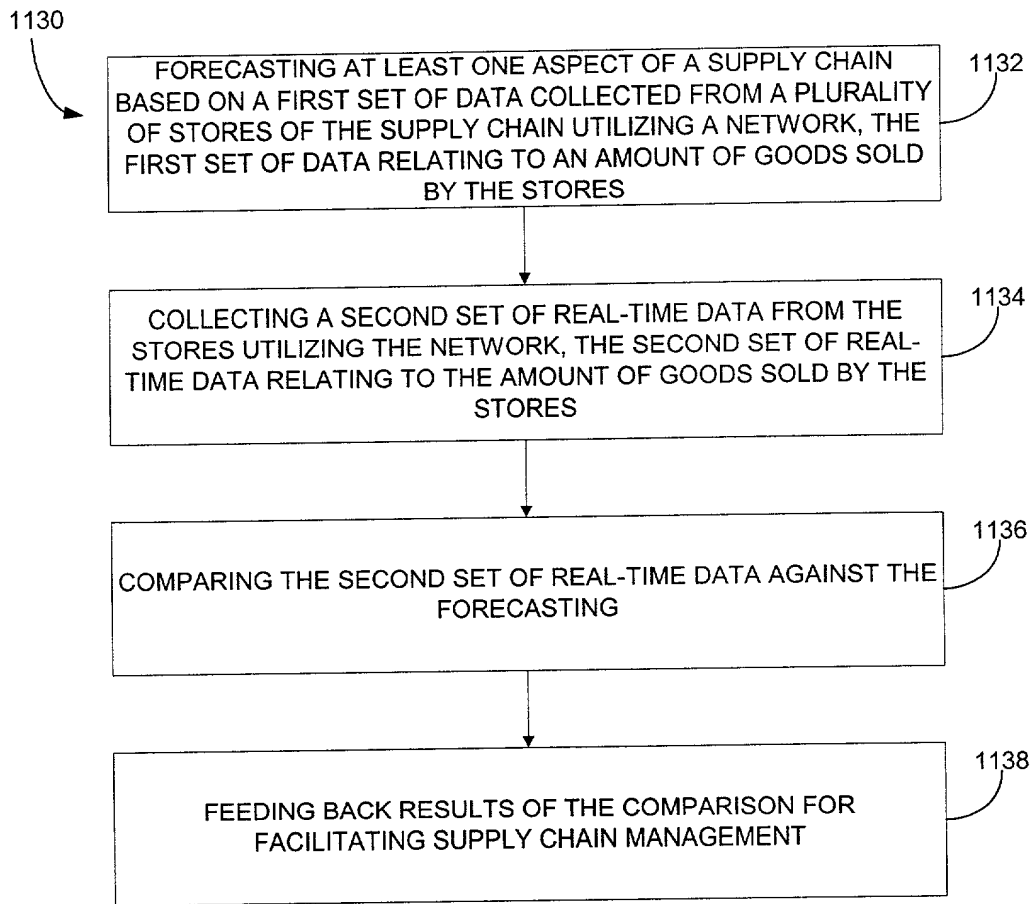 1130
FORECASTING AT LEAST ONE ASPECT OF A SUPPLY CHAIN
BASED ON A FIRST SET OF DATA COLLECTED FROM A PLURALITY
OF STORES OF THE SUPPLY CHAIN UTILIZING A NETWORK, THE
FIRST SET OF DATA RELATING TO AN AMOUNT OF GOODS SOLD
BY THE STORES
1132
COLLECTING A SECOND SET OF REAL-TIME DATA FROM THE
STORES UTILIZING THE NETWORK, THE SECOND SET OF REAL-
TIME DATA RELATING TO THE AMOUNT OF GOODS SOLD BY THE
STORES
1134
COMPARING THE SECOND SET OF REAL-TIME DATA AGAINST THE
FORECASTING
1136
FEEDING BACK RESULTS OF THE COMPARISON FOR
FACILITATING SUPPLY CHAIN MANAGEMENT
1138